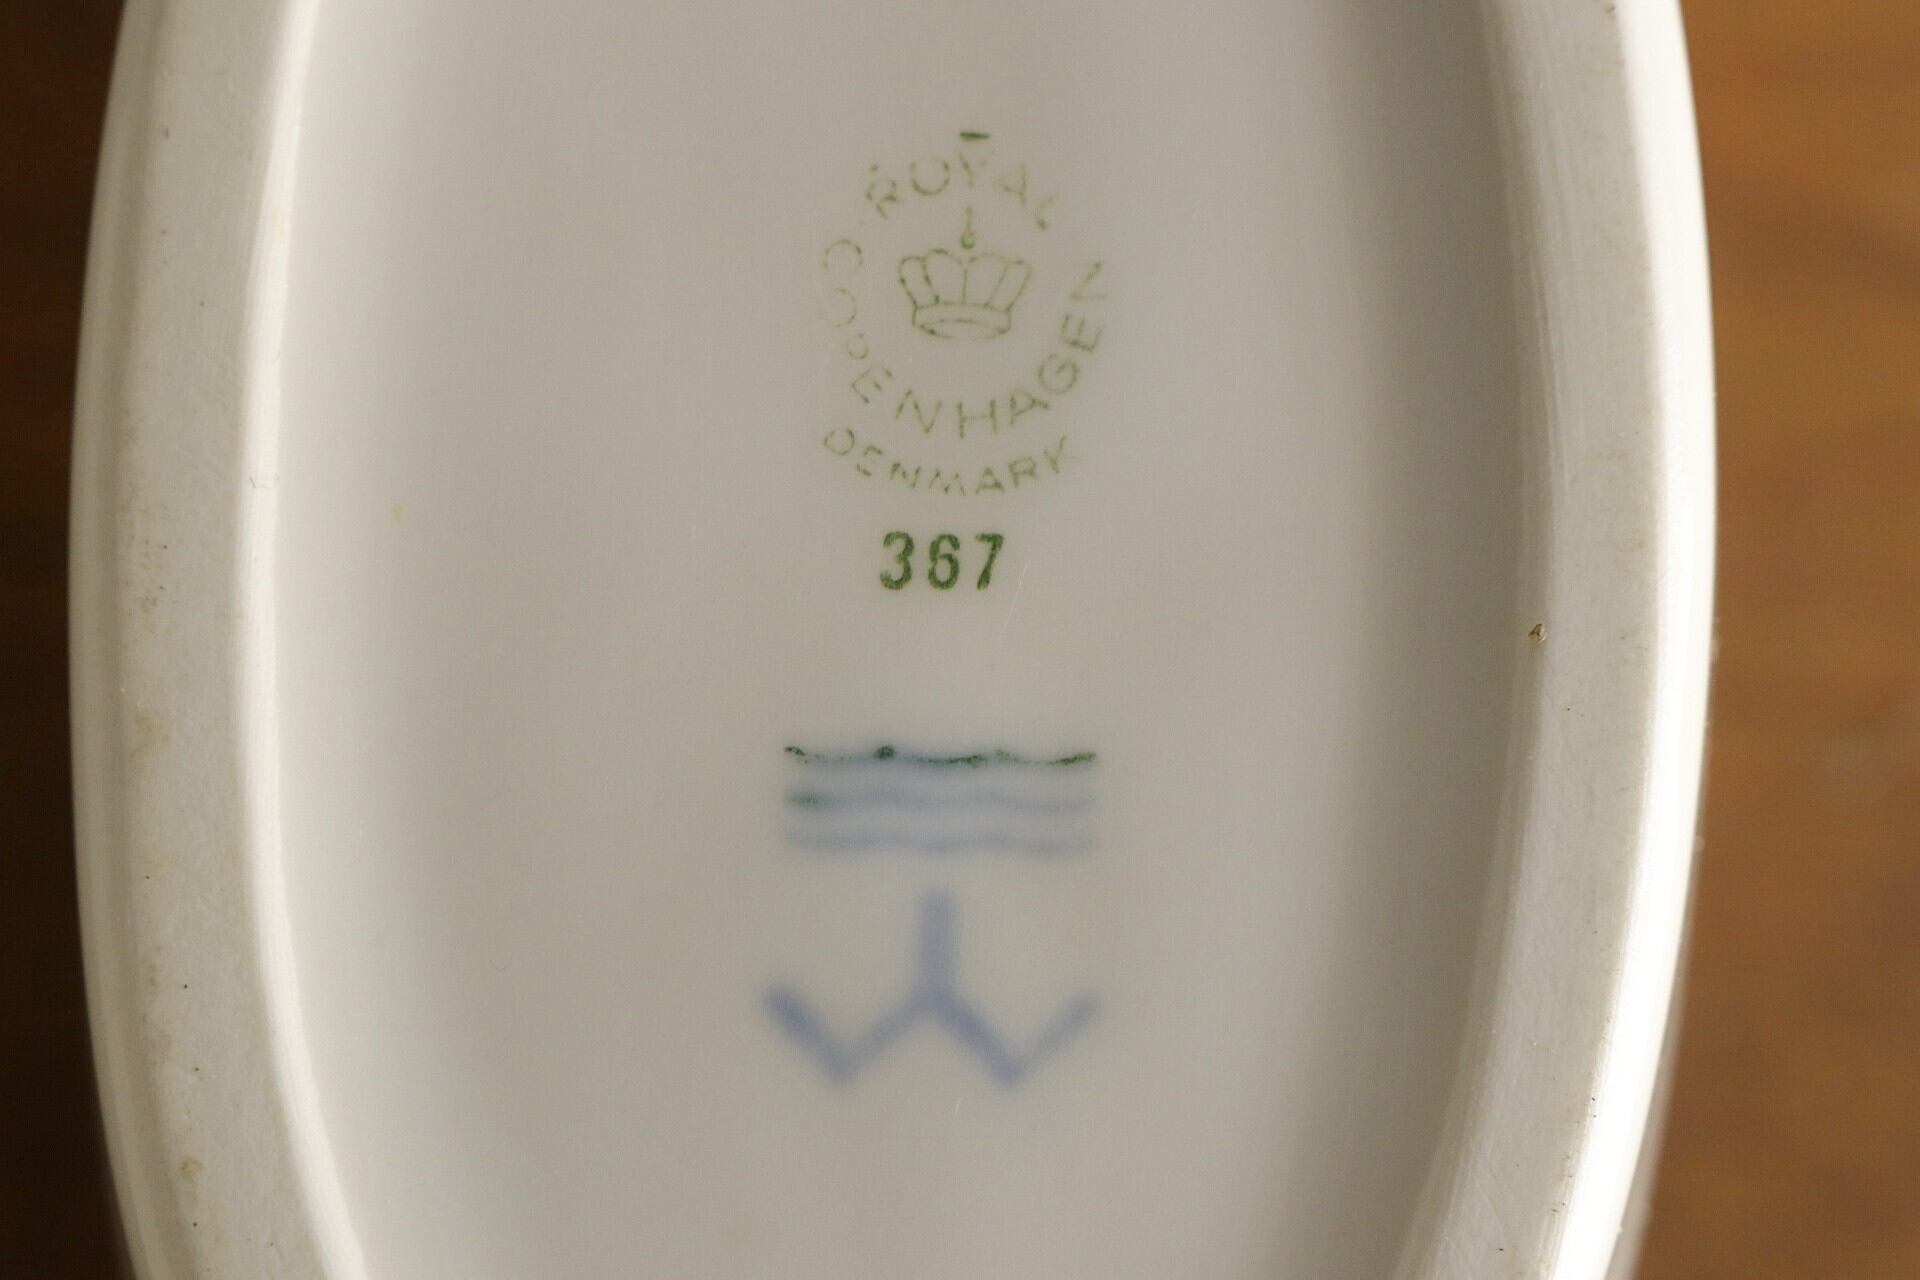 ROYAL
COPENHAGEN
DENMARK
367